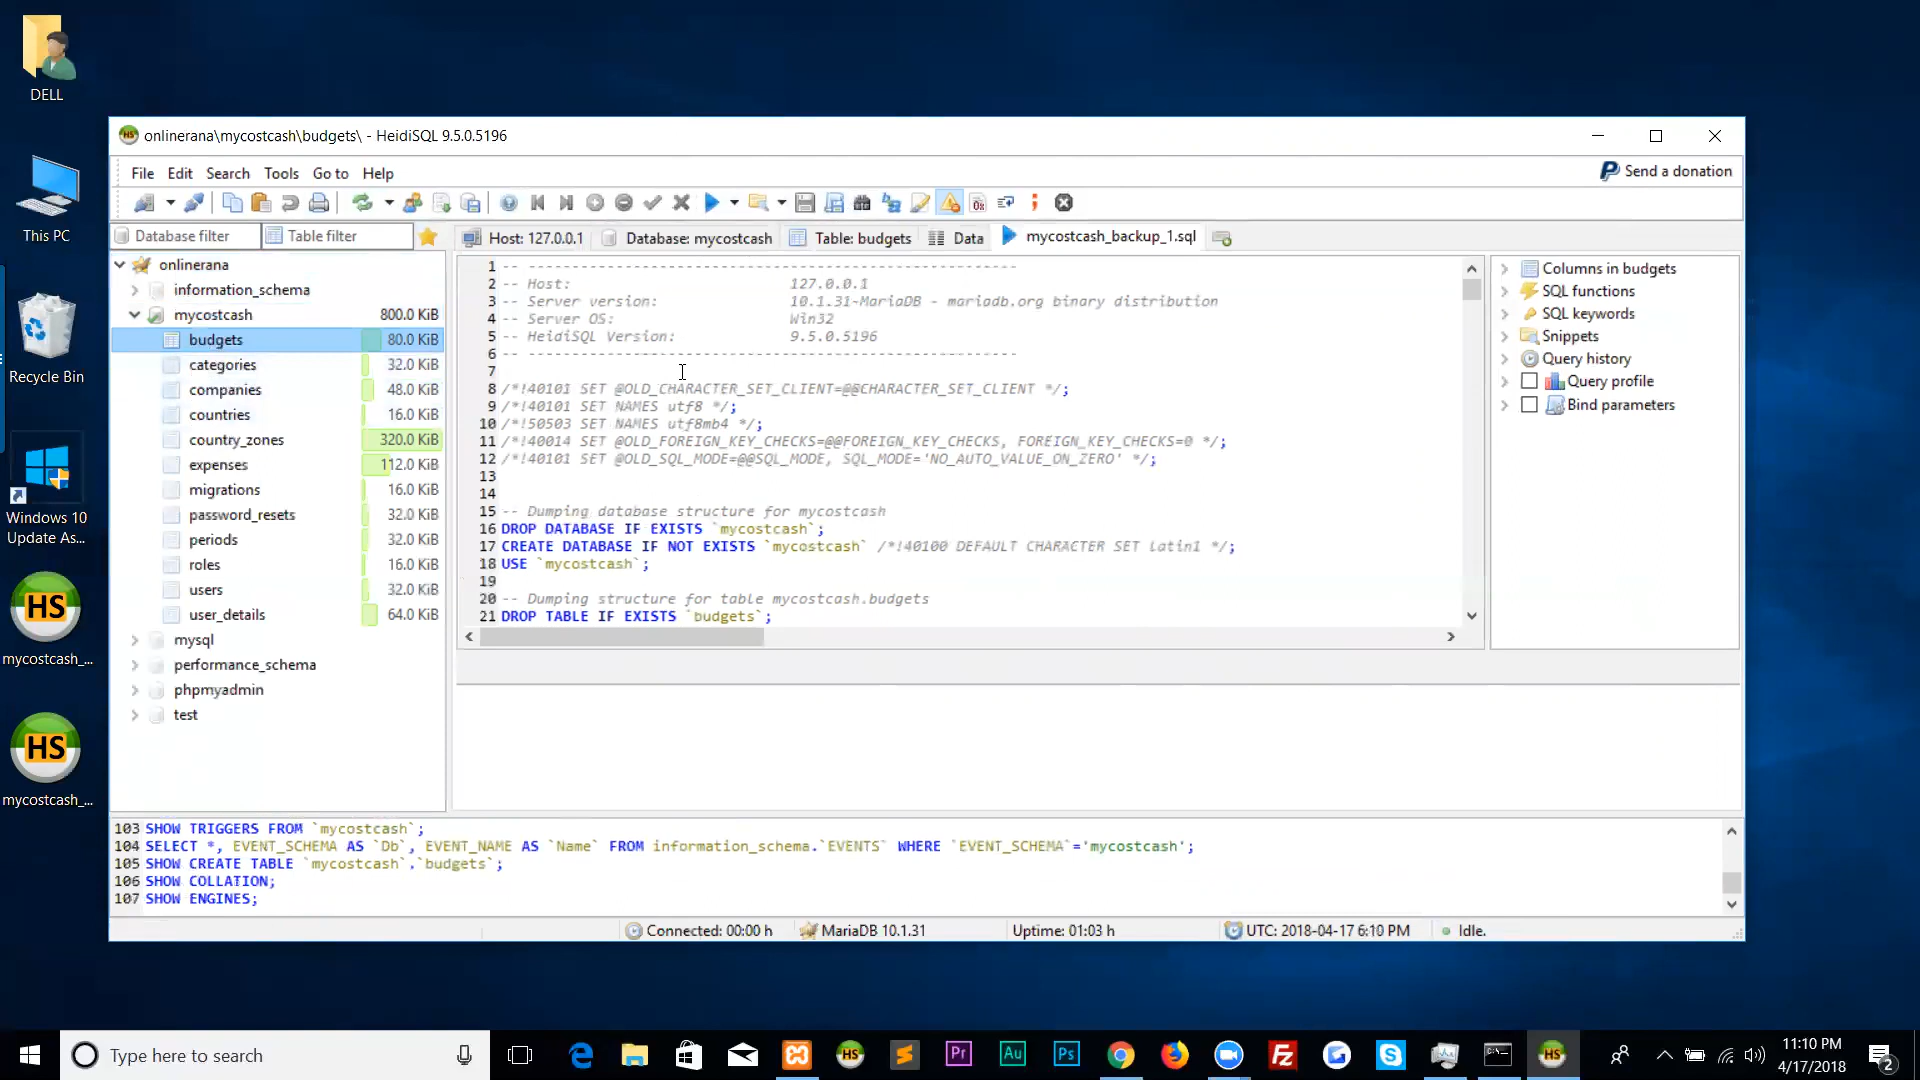 DELL
This PC
Recycle Bin
Windows 10
Update As...
HS
mycostcash_...
HS
mycostcash_...
HS
onlinerana\mycostcash\budgets\ - HeidiSQL 9.5.0.5196
File Edit Search Tools Go to Help
Send a donation
Database filter
Table filter
Host: 127.0.0.1
Database: mycostcash
Table: budgets
Data
mycostcash_backup_1.sql
onlinerana
information_schema
mycostcash 800.0 KiB
budgets 80.0 KiB
categories 32.0 KiB
companies 48.0 KiB
countries 16.0 KiB
country_zones 320.0 KiB
expenses 112.0 KiB
migrations 16.0 KiB
password_resets 32.0 KiB
periods 32.0 KiB
roles 16.0 KiB
users 32.0 KiB
user_details 64.0 KiB
mysql
performance_schema
phpmyadmin
test
1 -- --------------------------------------------------------
2 -- Host: 127.0.0.1
3 -- Server version: 10.1.31-MariaDB - mariadb.org binary distribution
4 -- Server OS: Win32
5 -- HeidiSQL Version: 9.5.0.5196
6 -- --------------------------------------------------------
7
8 /*!40101 SET @OLD_CHARACTER_SET_CLIENT=@@CHARACTER_SET_CLIENT */;
9 /*!40101 SET NAMES utf8 */;
10 /*!50503 SET NAMES utf8mb4 */;
11 /*!40014 SET @OLD_FOREIGN_KEY_CHECKS=@@FOREIGN_KEY_CHECKS, FOREIGN_KEY_CHECKS=0 */;
12 /*!40101 SET @OLD_SQL_MODE=@@SQL_MODE, SQL_MODE='NO_AUTO_VALUE_ON_ZERO' */;
13
14
15 -- Dumping database structure for mycostcash
16 DROP DATABASE IF EXISTS `mycostcash`;
17 CREATE DATABASE IF NOT EXISTS `mycostcash` /*!40100 DEFAULT CHARACTER SET latin1 */;
18 USE `mycostcash`;
19
20 -- Dumping structure for table mycostcash.budgets
21 DROP TABLE IF EXISTS `budgets`;
Columns in budgets
SQL functions
SQL keywords
Snippets
Query history
Query profile
Bind parameters
103 SHOW TRIGGERS FROM `mycostcash`;
104 SELECT *, EVENT_SCHEMA AS `Db`, EVENT_NAME AS `Name` FROM information_schema.`EVENTS` WHERE `EVENT_SCHEMA`='mycostcash';
105 SHOW CREATE TABLE `mycostcash`.`budgets`;
106 SHOW COLLATION;
107 SHOW ENGINES;
Connected: 00:00 h
MariaDB 10.1.31
Uptime: 01:03 h
UTC: 2018-04-17 6:10 PM
Idle.
Type here to search
HS
Pr
Au
Ps
HS
11:10 PM
4/17/2018
2